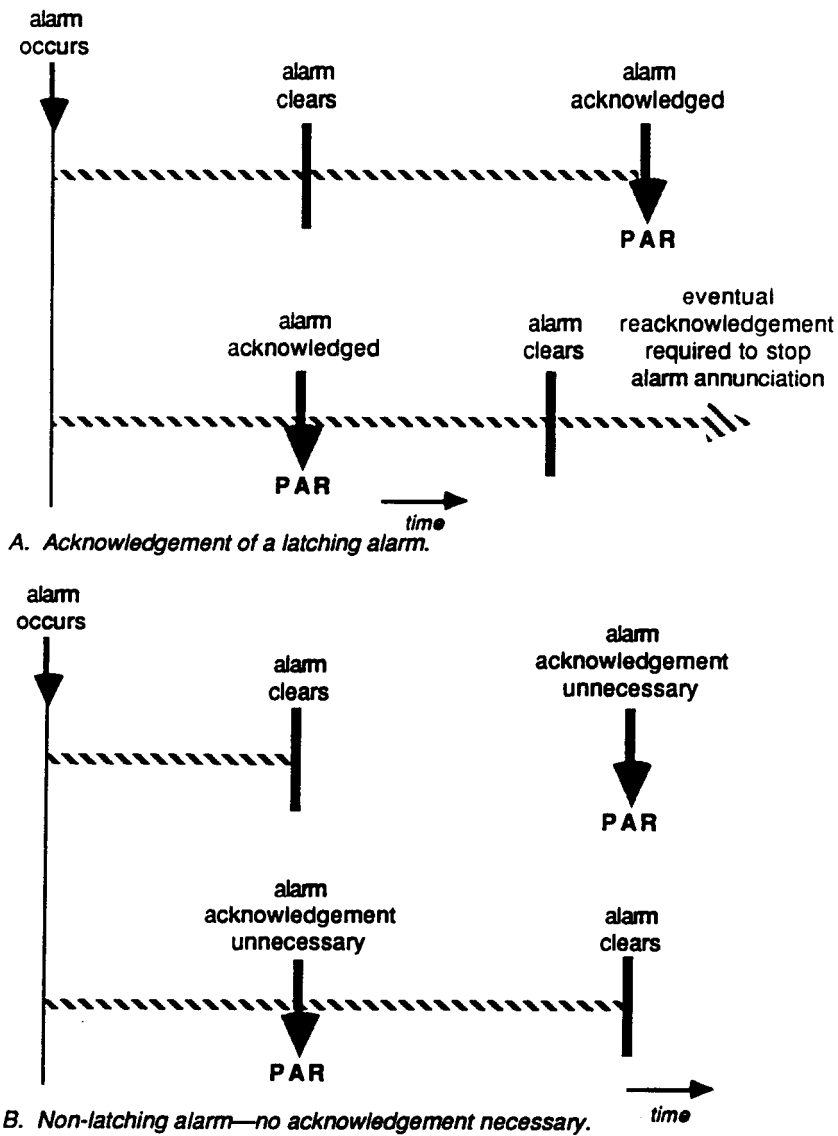 alarm
occurs
alarm
clears
alarm
acknowledged
PAR
alarm
acknowledged
alarm
clears
eventual
reacknowledgement
required to stop
alarm annunciation
PAR
time
A. Acknowledgement of a latching alarm.
alarm
occurs
alarm
clears
alarm
acknowledgement
unnecessary
PAR
alarm
acknowledgement
unnecessary
alarm
clears
PAR
time
B. Non-latching alarm—no acknowledgement necessary.